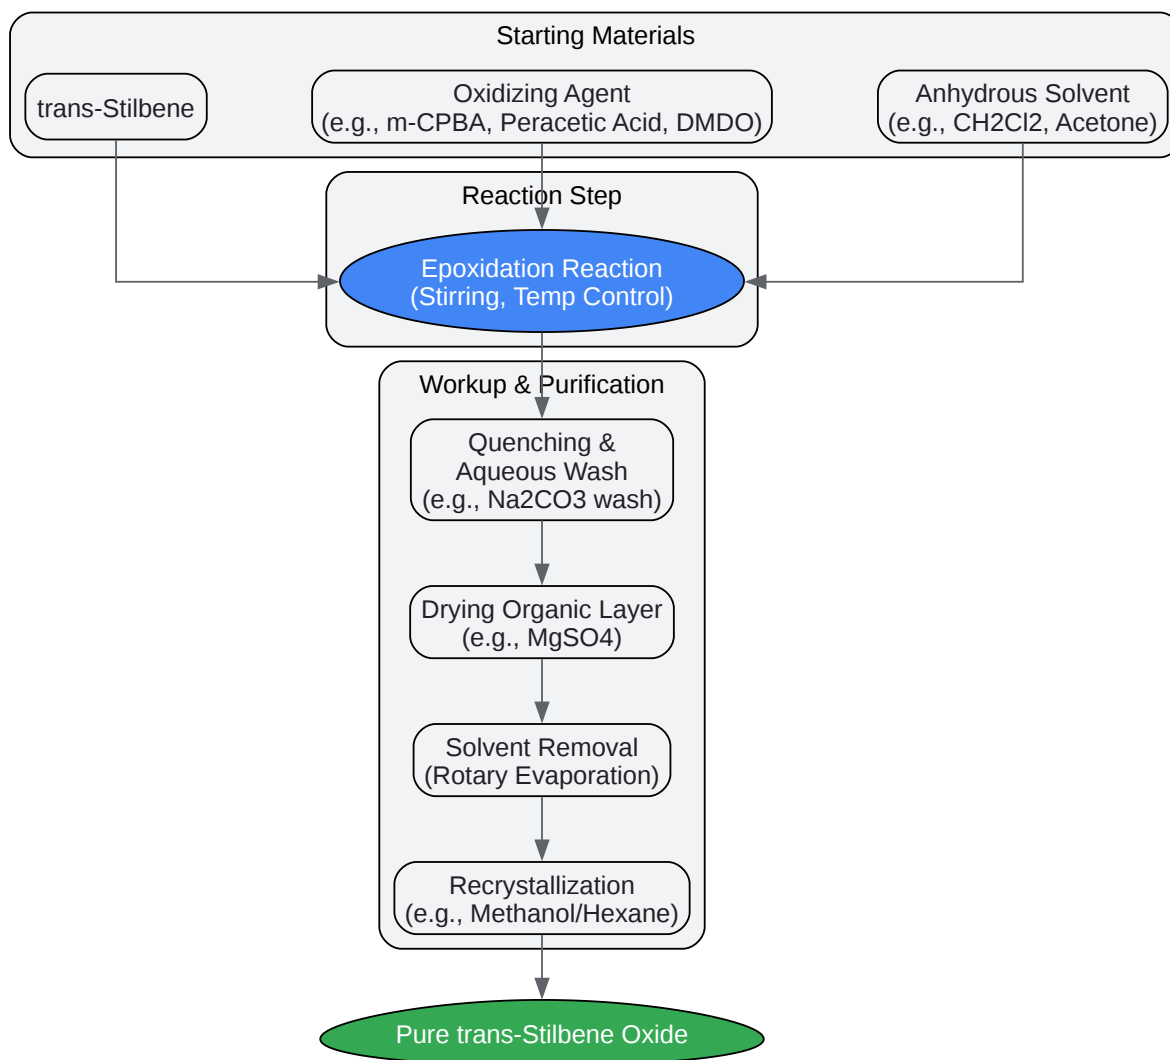 Starting Materials
trans-Stilbene
Oxidizing Agent
(e.g., m-CPBA, Peracetic Acid, DMDO)
Anhydrous Solvent
(e.g., CH2Cl2, Acetone)
Reaction Step
Epoxidation Reaction
(Stirring, Temp Control)
Workup & Purification
Quenching &
Aqueous Wash
(e.g., Na2CO3 wash)
Drying Organic Layer
(e.g., MgSO4)
Solvent Removal
(Rotary Evaporation)
Recrystallization
(e.g., Methanol/Hexane)
Pure trans-Stilbene Oxide